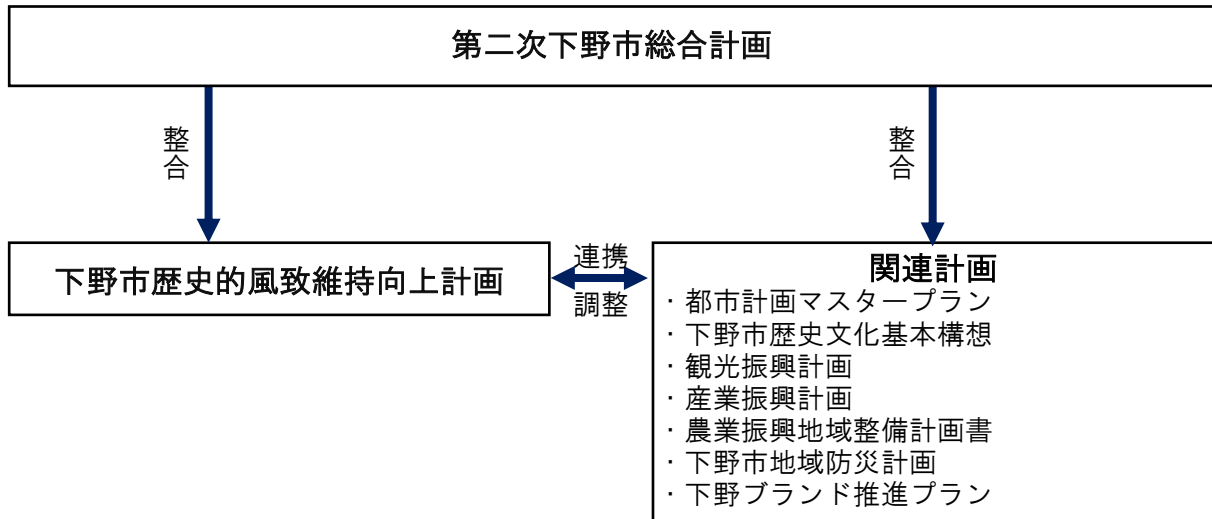 第二次下野市総合計画
整合
整合
下野市歴史的風致維持向上計画
連携
調整
関連計画
・都市計画マスタープラン
・下野市歴史文化基本構想
・観光振興計画
・産業振興計画
・農業振興地域整備計画書
・下野市地域防災計画
・下野ブランド推進プラン